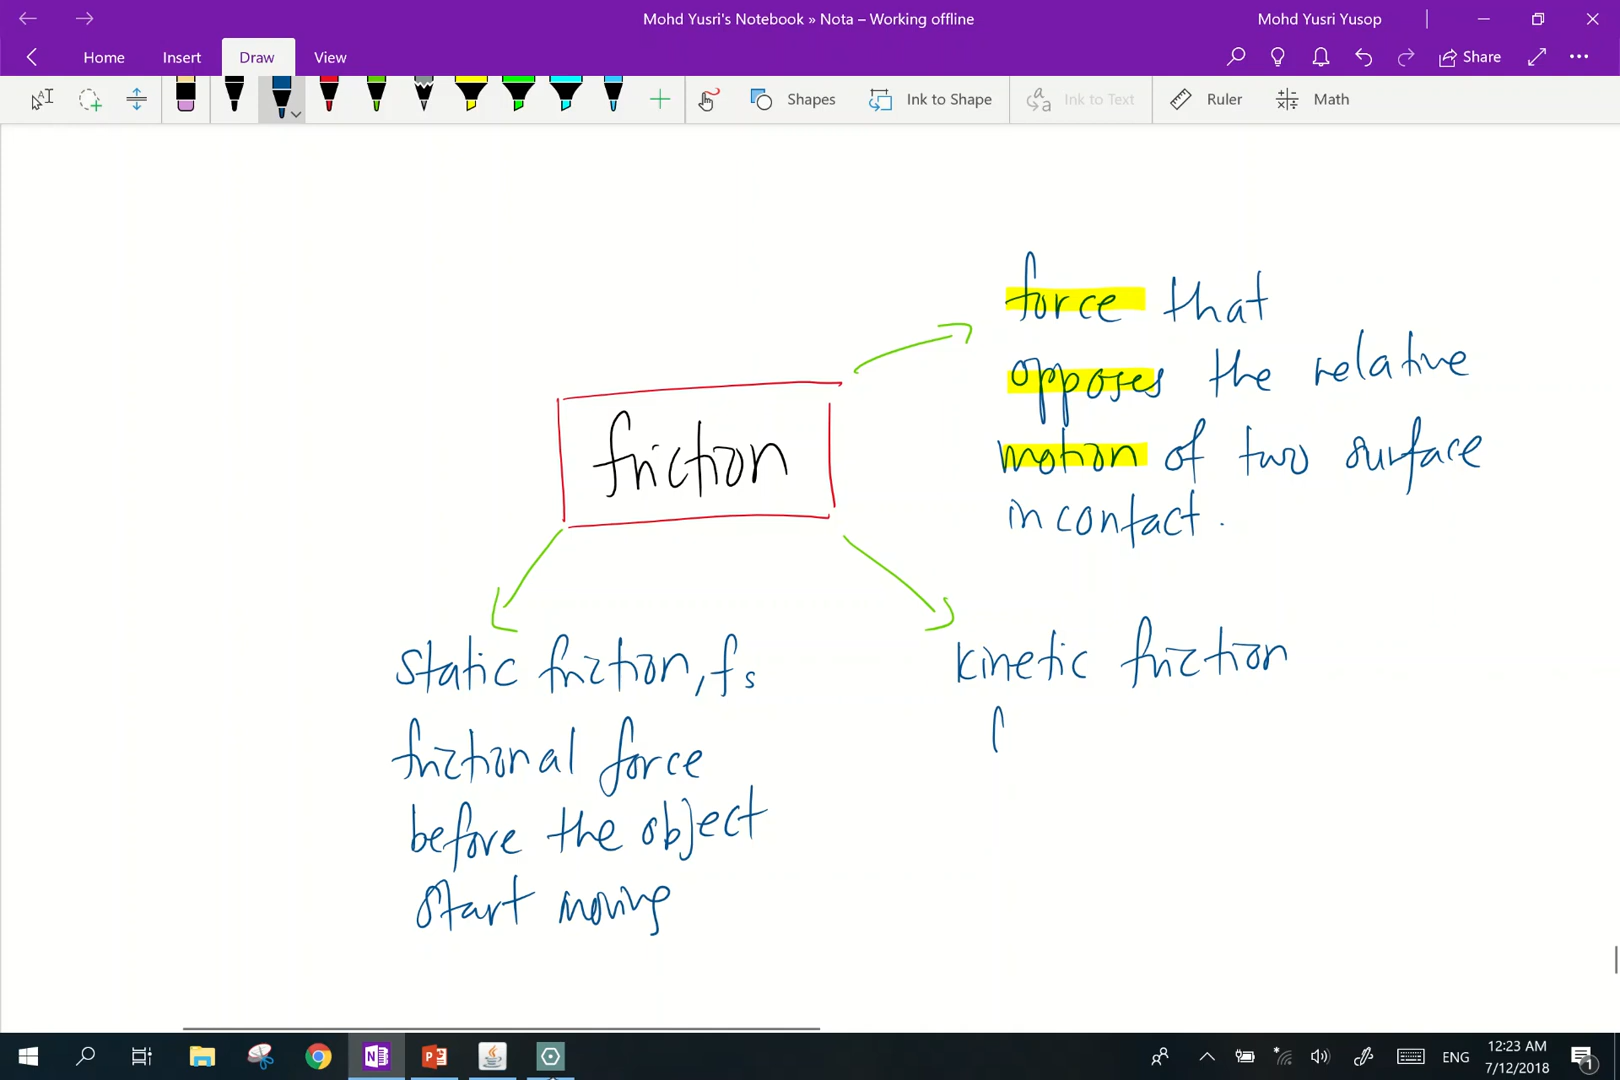 Mohd Yusri's Notebook » Nota – Working offline
Mohd Yusri Yusop
Home
Insert
Draw
View
Share
Shapes
Ink to Shape
Ink to Text
Ruler
Math
force that
opposes the relative
motion of two surface
in contact.
friction
static friction, fs
frictional force
before the object
start moving
kinetic friction
ENG
12:23 AM
7/12/2018
1